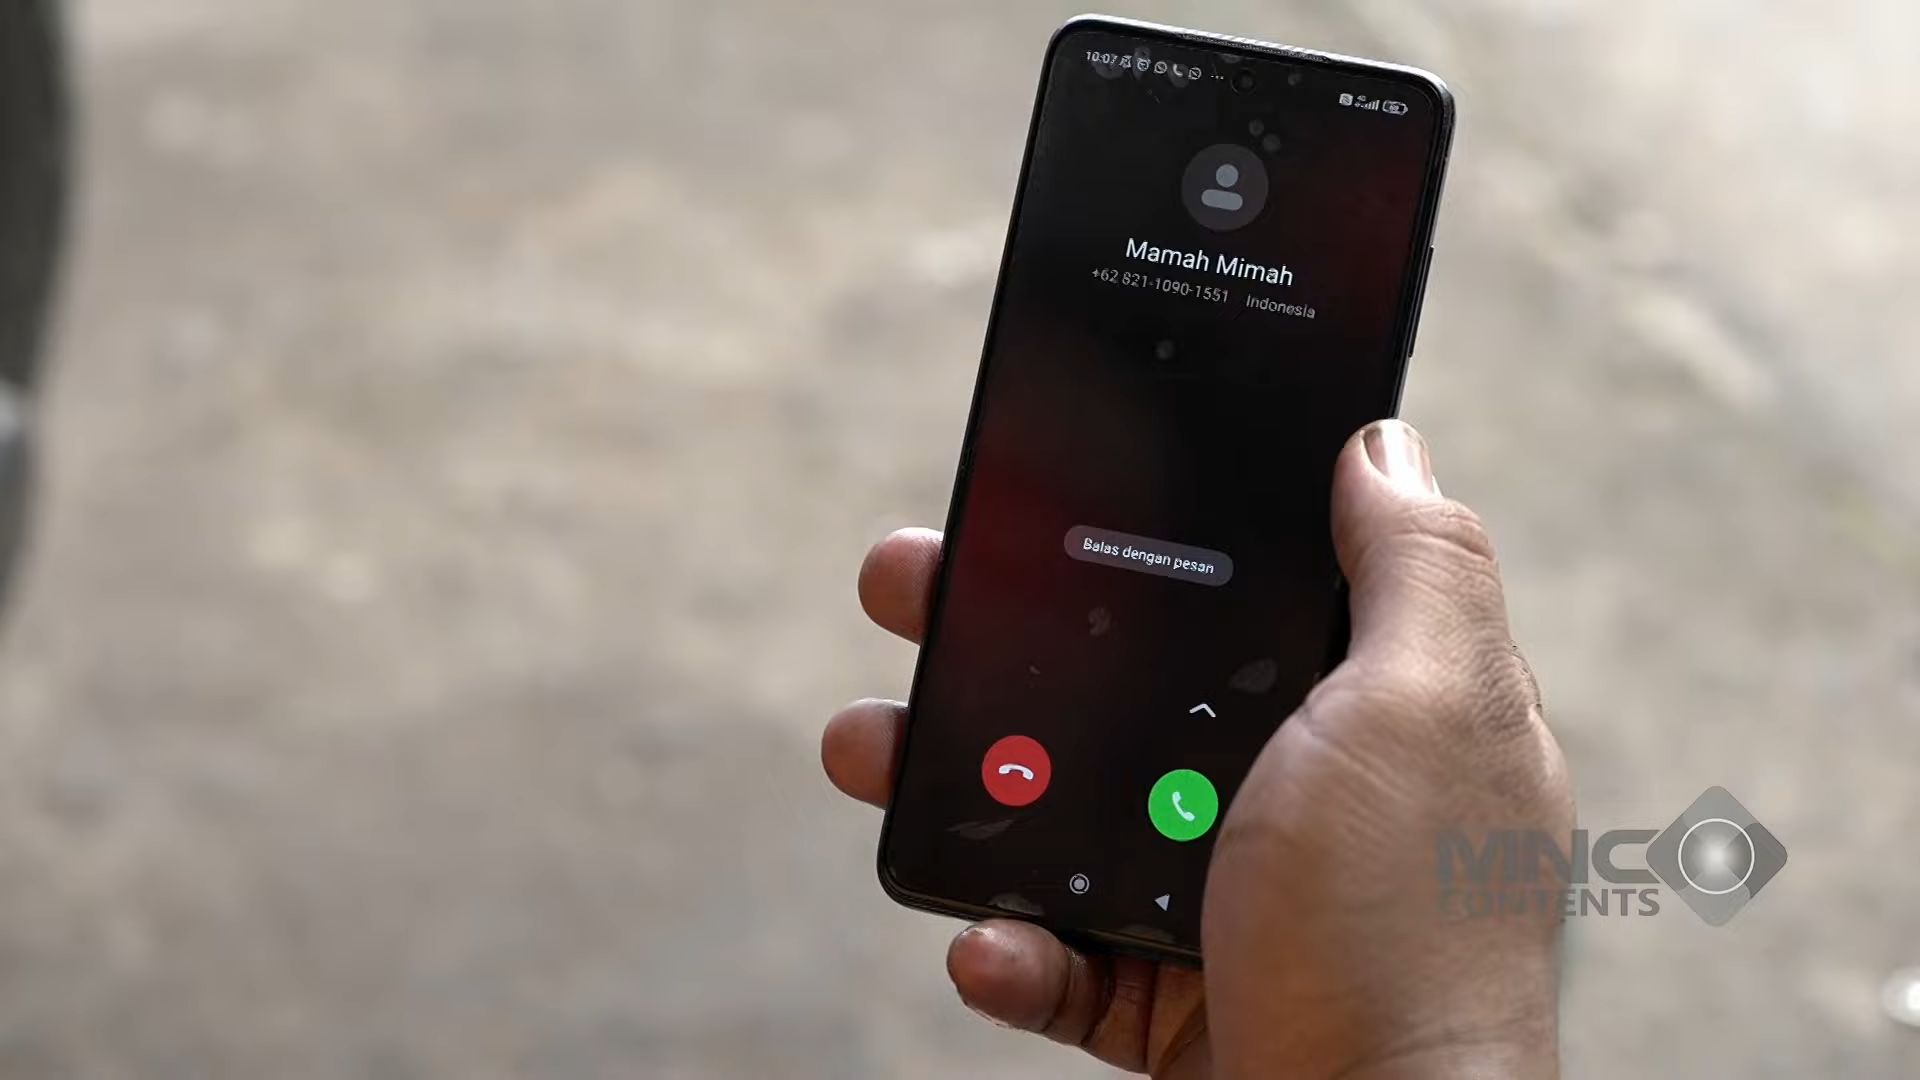 10:07
Mamah Mimah
+62 821-1090-1551 Indonesia
Balas dengan pesan
MNC
CONTENTS